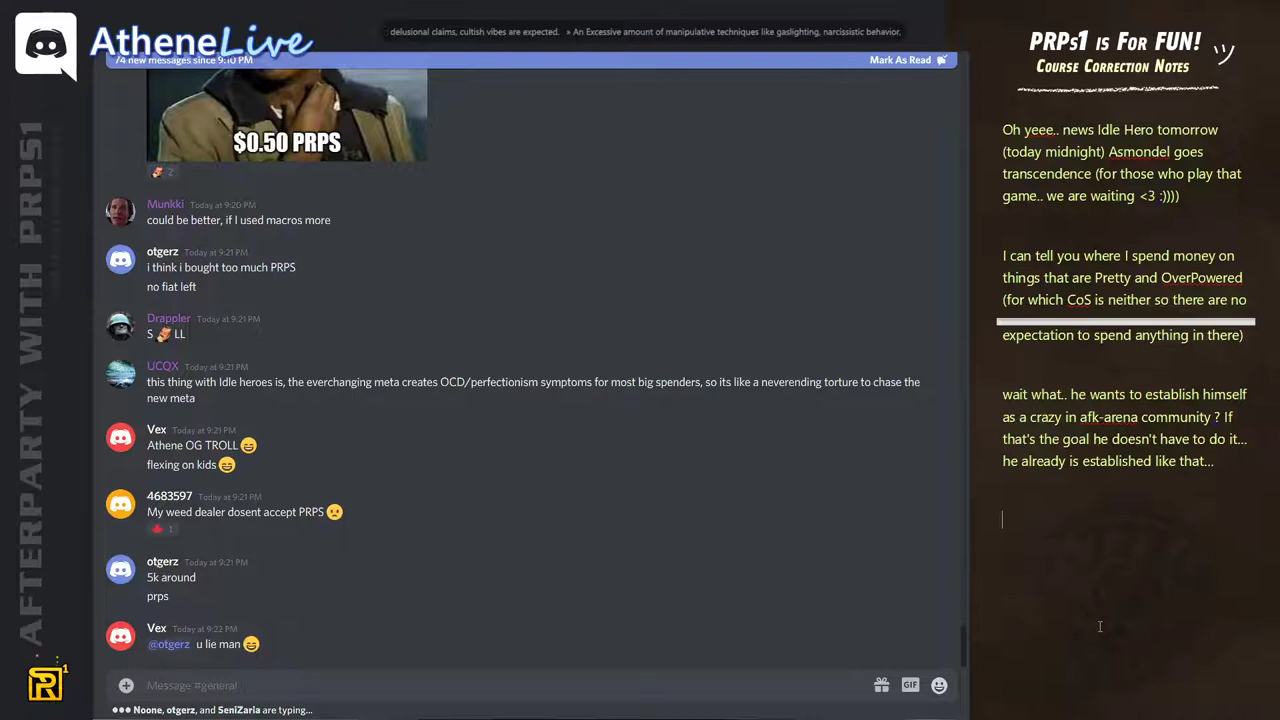 AtheneLive
delusional claims, cultish vibes are expected.  » An Excessive amount of manipulative techniques like gaslighting, narcissistic behavior,
74 new messages since 9:10 PM
Mark As Read
$0.50 PRPS
2
Munkki Today at 9:20 PM
could be better, if I used macros more
otgerz Today at 9:21 PM
i think i bought too much PRPS
no fiat left
Drappler Today at 9:21 PM
S LL
UCQX Today at 9:21 PM
this thing with Idle heroes is, the everchanging meta creates OCD/perfectionism symptoms for most big spenders, so its like a neverending torture to chase the
new meta
Vex Today at 9:21 PM
Athene OG TROLL 😄
flexing on kids 😄
4683597 Today at 9:21 PM
My weed dealer dosent accept PRPS 🙁
1
otgerz Today at 9:21 PM
5k around
prps
Vex Today at 9:22 PM
@otgerz u lie man 😄
Message #general
GIF
Noone, otgerz, and SeniZaria are typing...
AFTERPARTY WITH PRPS1
R1
PRPs1 is For FUN! ツ
Course Correction Notes
Oh yeee.. news Idle Hero tomorrow
(today midnight) Asmondel goes
transcendence (for those who play that
game.. we are waiting <3 :))))
I can tell you where I spend money on
things that are Pretty and OverPowered
(for which CoS is neither so there are no
expectation to spend anything in there)
wait what.. he wants to establish himself
as a crazy in afk-arena community ? If
that's the goal he doesn't have to do it...
he already is established like that...